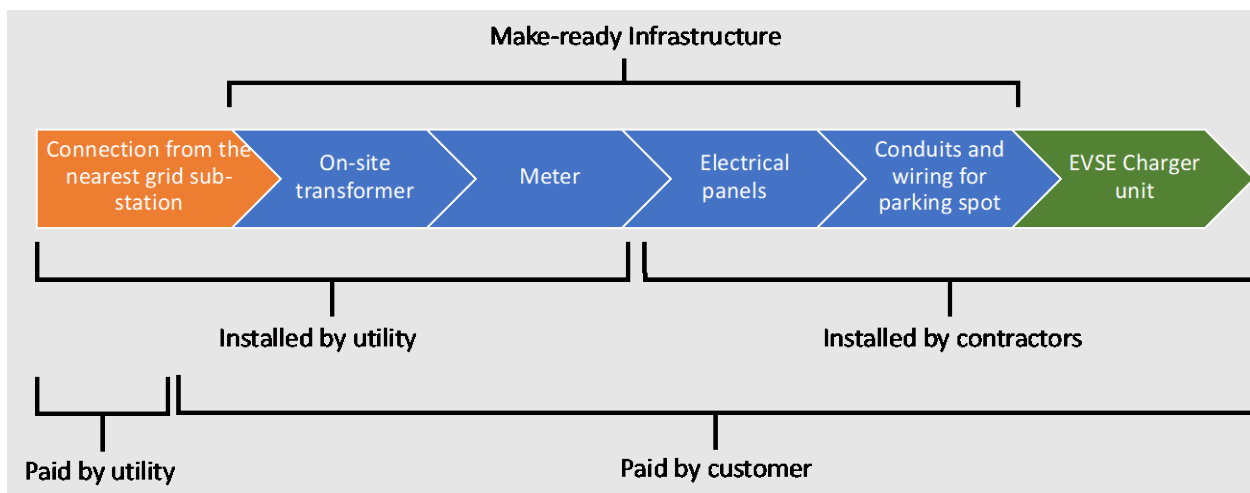 Make-ready Infrastructure
Connection from the
nearest grid sub-
station
On-site
transformer
Meter
Electrical
panels
Conduits and
wiring for
parking spot
EVSE Charger
unit
Installed by utility
Installed by contractors
Paid by utility
Paid by customer